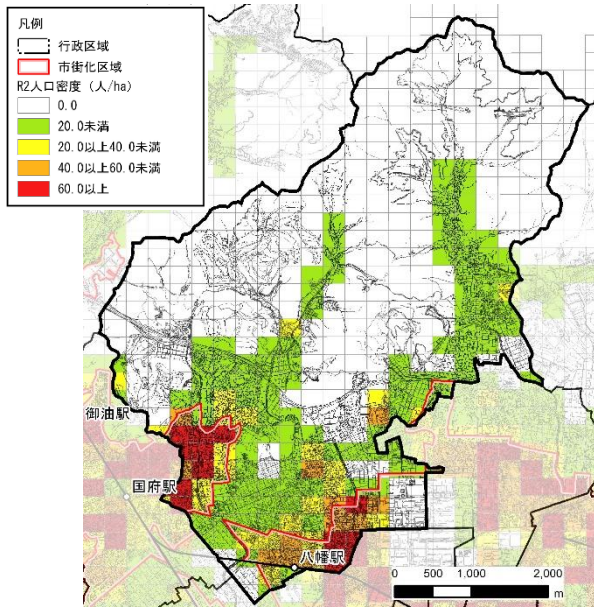 凡例
行政区域
市街化区域
R2人口密度（人/ha）
0.0
20.0未満
20.0以上40.0未満
40.0以上60.0未満
60.0以上
御油駅
国府駅
八幡駅
0 500 1,000 2,000
m